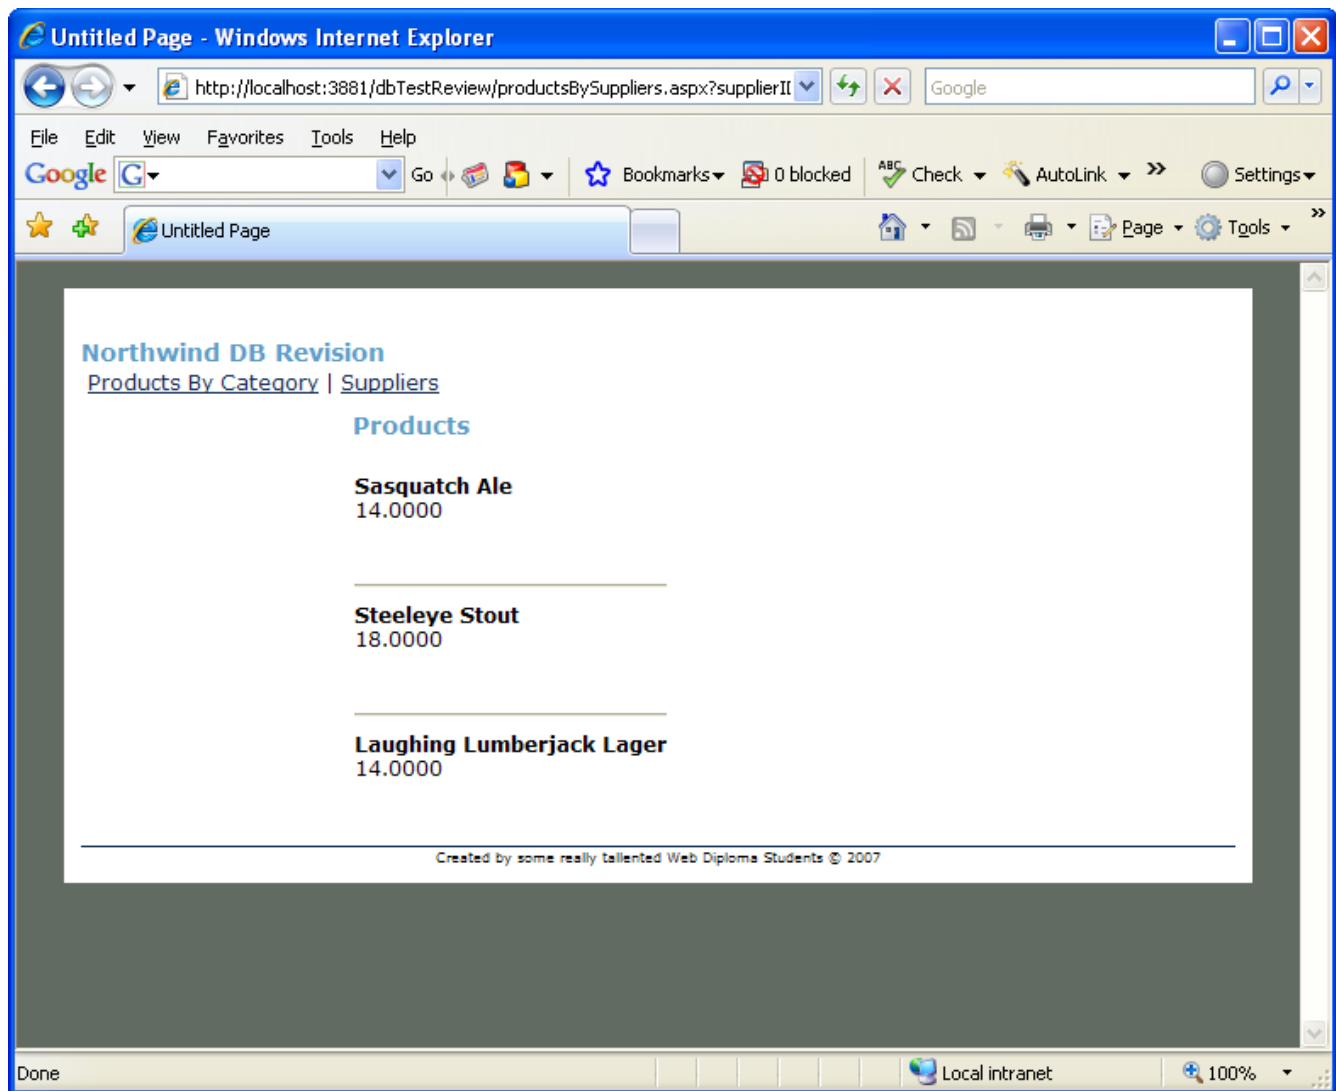 Untitled Page - Windows Internet Explorer
http://localhost:3881/dbTestReview/productsBySuppliers.aspx?supplierI
Google
File Edit View Favorites Tools Help
Google G Go Bookmarks 0 blocked ABC Check AutoLink » Settings
Untitled Page Page Tools »
Northwind DB Revision
Products By Category | Suppliers
Products
Sasquatch Ale
14.0000
Steeleye Stout
18.0000
Laughing Lumberjack Lager
14.0000
Created by some really tallented Web Diploma Students © 2007
Done Local intranet 100%